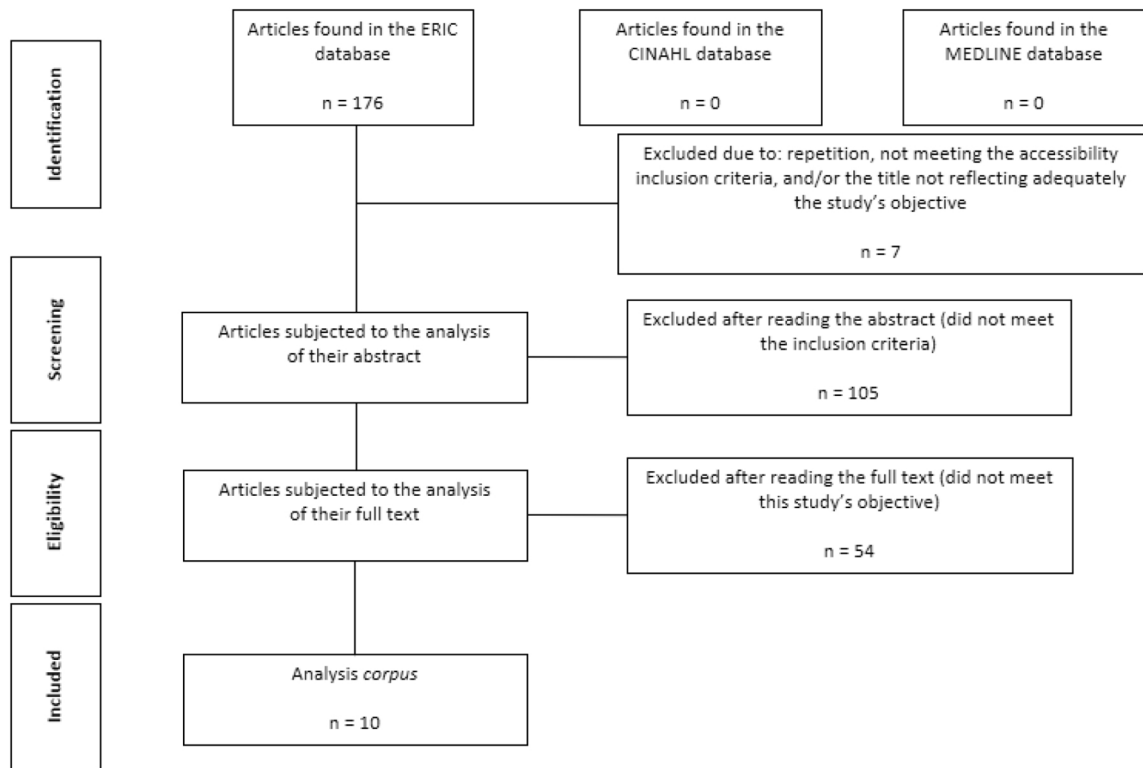 Identification
Articles found in the ERIC
database
n = 176
Articles found in the
CINAHL database
n = 0
Articles found in the
MEDLINE database
n = 0
Excluded due to: repetition, not meeting the accessibility
inclusion criteria, and/or the title not reflecting adequately
the study's objective
n = 7
Screening
Articles subjected to the analysis
of their abstract
Excluded after reading the abstract (did not meet
the inclusion criteria)
n = 105
Eligibility
Articles subjected to the analysis
of their full text
Excluded after reading the full text (did not meet
this study's objective)
n = 54
Included
Analysis corpus
n = 10